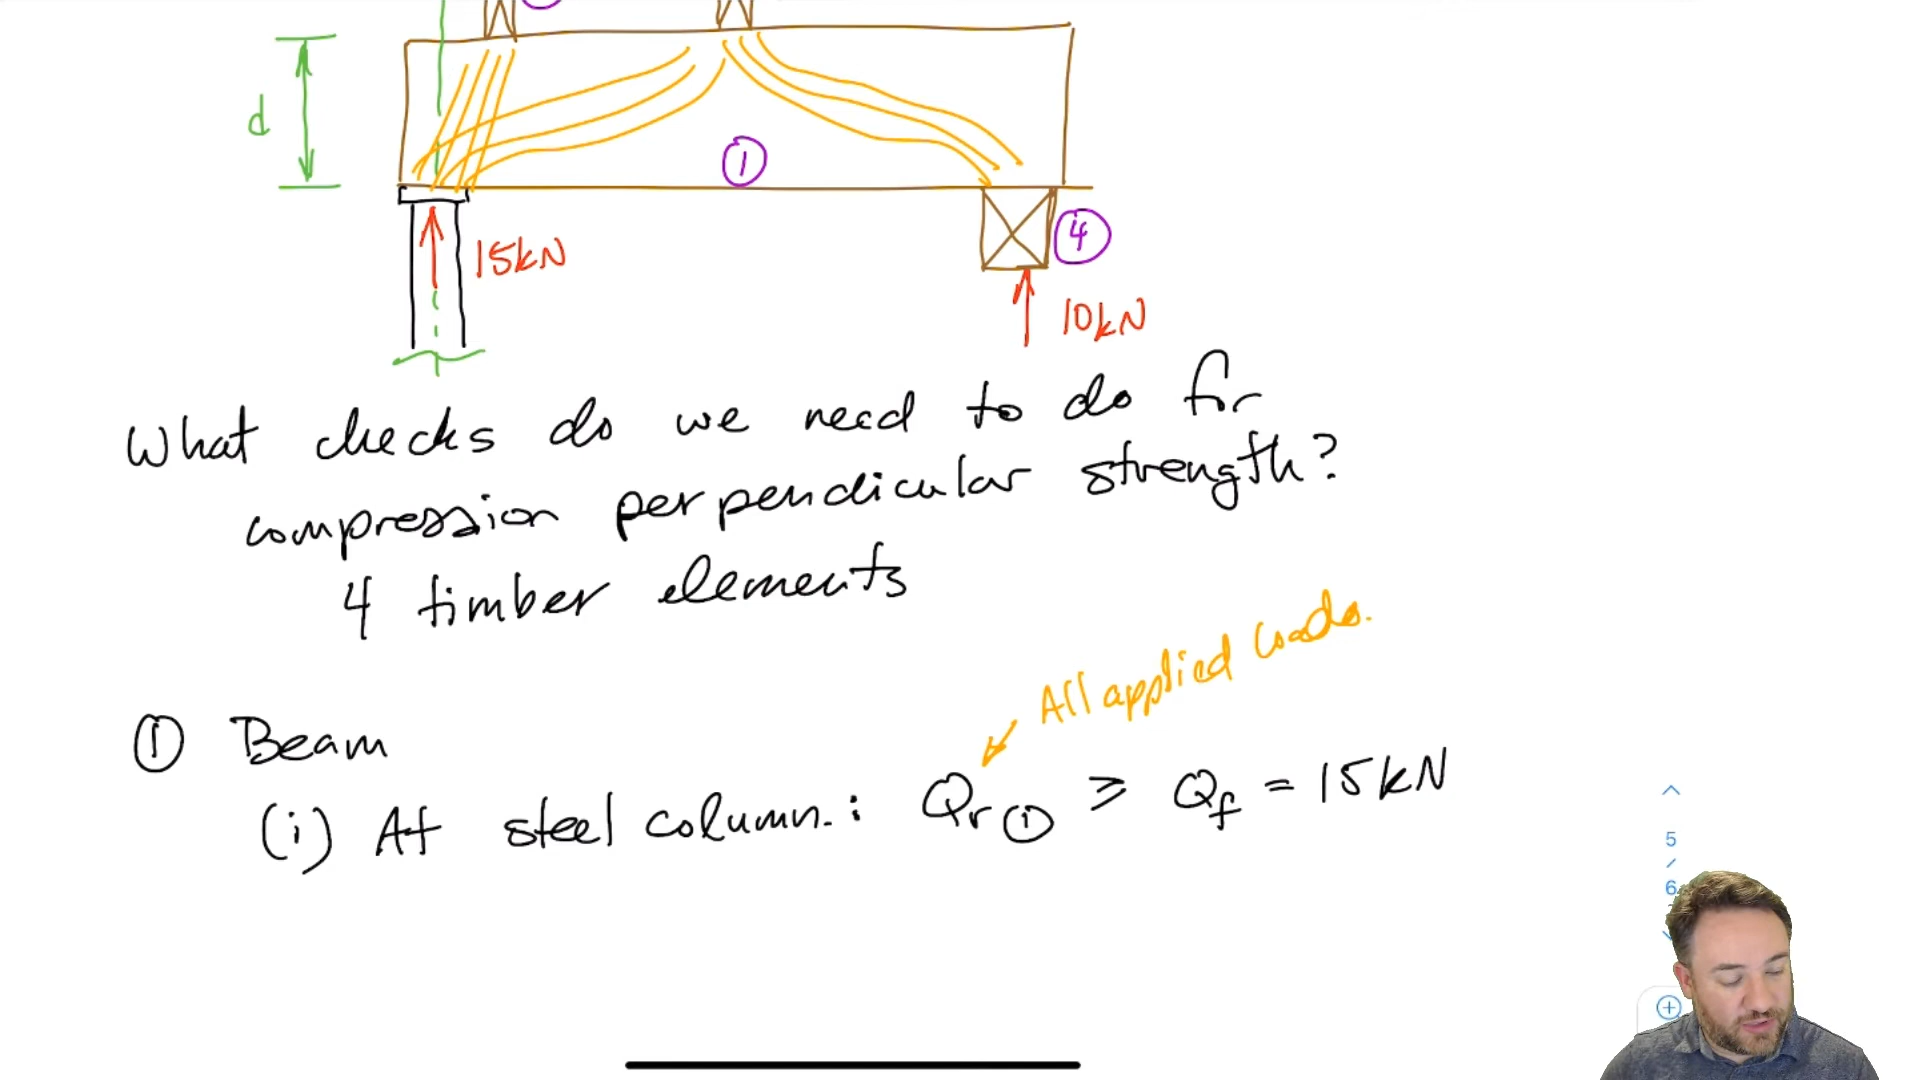 d
①
15kN
④
10kN
What checks do we need to do for
compression perpendicular strength?
4 timber elements
All applied loads.
① Beam
(i) At steel column: Qr① ≥ Qf = 15kN
5
/
6